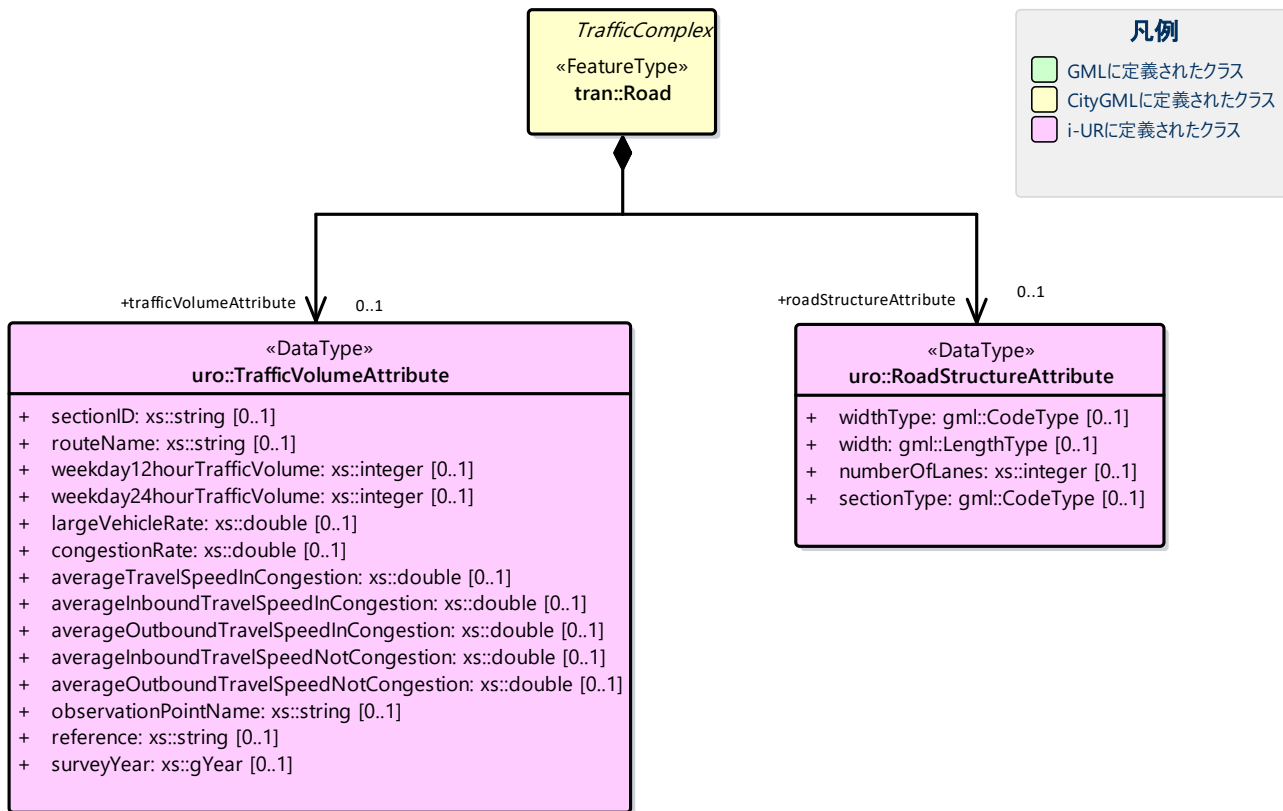 TrafficComplex
«FeatureType»
tran::Road
凡例
GMLに定義されたクラス
CityGMLに定義されたクラス
i-URに定義されたクラス
+trafficVolumeAttribute
0..1
+roadStructureAttribute
0..1
«DataType»
uro::TrafficVolumeAttribute
+ sectionID: xs::string [0..1]
+ routeName: xs::string [0..1]
+ weekday12hourTrafficVolume: xs::integer [0..1]
+ weekday24hourTrafficVolume: xs::integer [0..1]
+ largeVehicleRate: xs::double [0..1]
+ congestionRate: xs::double [0..1]
+ averageTravelSpeedInCongestion: xs::double [0..1]
+ averageInboundTravelSpeedInCongestion: xs::double [0..1]
+ averageOutboundTravelSpeedInCongestion: xs::double [0..1]
+ averageInboundTravelSpeedNotCongestion: xs::double [0..1]
+ averageOutboundTravelSpeedNotCongestion: xs::double [0..1]
+ observationPointName: xs::string [0..1]
+ reference: xs::string [0..1]
+ surveyYear: xs::gYear [0..1]
«DataType»
uro::RoadStructureAttribute
+ widthType: gml::CodeType [0..1]
+ width: gml::LengthType [0..1]
+ numberOfLanes: xs::integer [0..1]
+ sectionType: gml::CodeType [0..1]